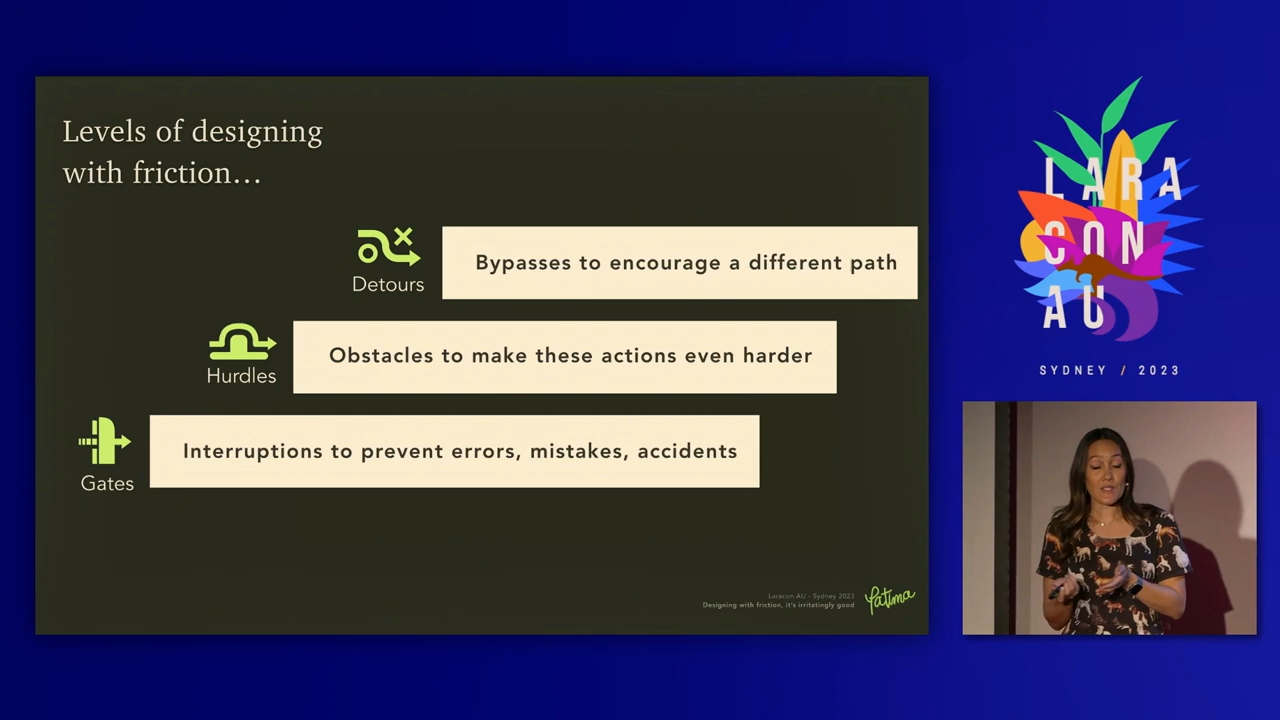 Levels of designing
with friction...
Detours
Bypasses to encourage a different path
Hurdles
Obstacles to make these actions even harder
Gates
Interruptions to prevent errors, mistakes, accidents
Laracon AU - Sydney 2023
Designing with friction, it's irritatingly good
Fatima
LARA
CON
AU
SYDNEY / 2023